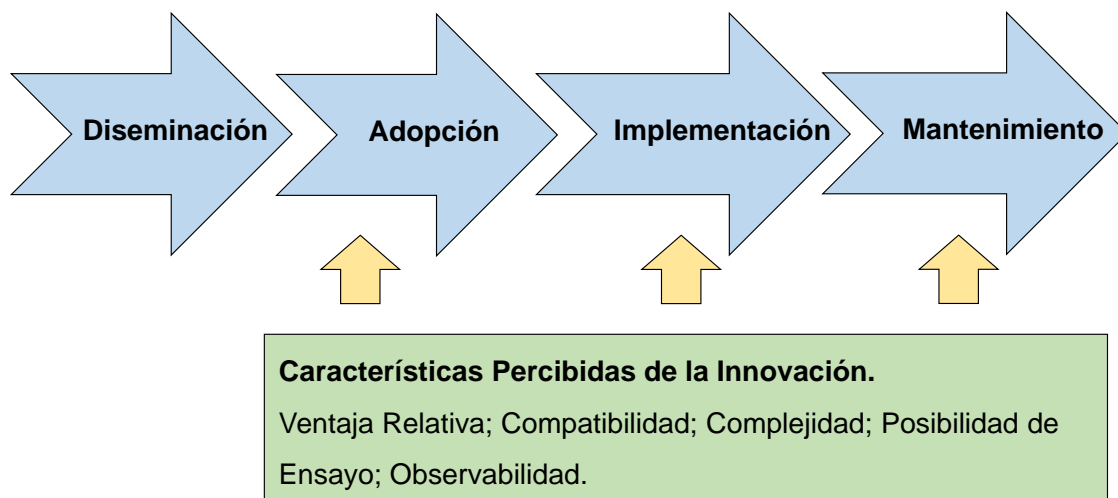 Diseminación
Adopción
Implementación
Mantenimiento
Características Percibidas de la Innovación.
Ventaja Relativa; Compatibilidad; Complejidad; Posibilidad de
Ensayo; Observabilidad.